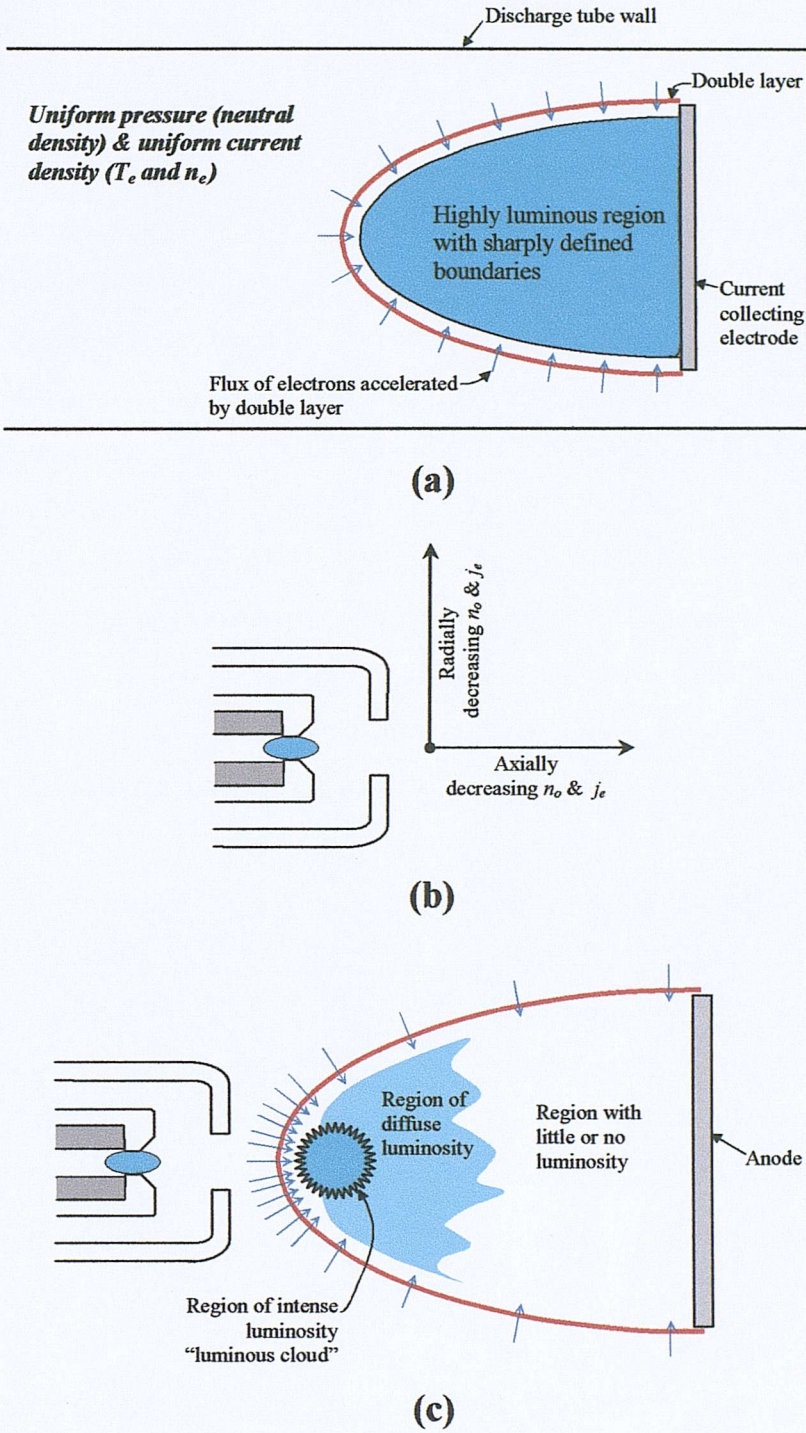 Discharge tube wall
Double layer
Uniform pressure (neutral
density) & uniform current
density (Te and ne)
Highly luminous region
with sharply defined
boundaries
Current
collecting
electrode
Flux of electrons accelerated
by double layer
(a)
Radially
decreasing no & je
Axially
decreasing no & je
(b)
Region of
diffuse
luminosity
Region with
little or no
luminosity
Anode
Region of intense
luminosity
“luminous cloud”
(c)